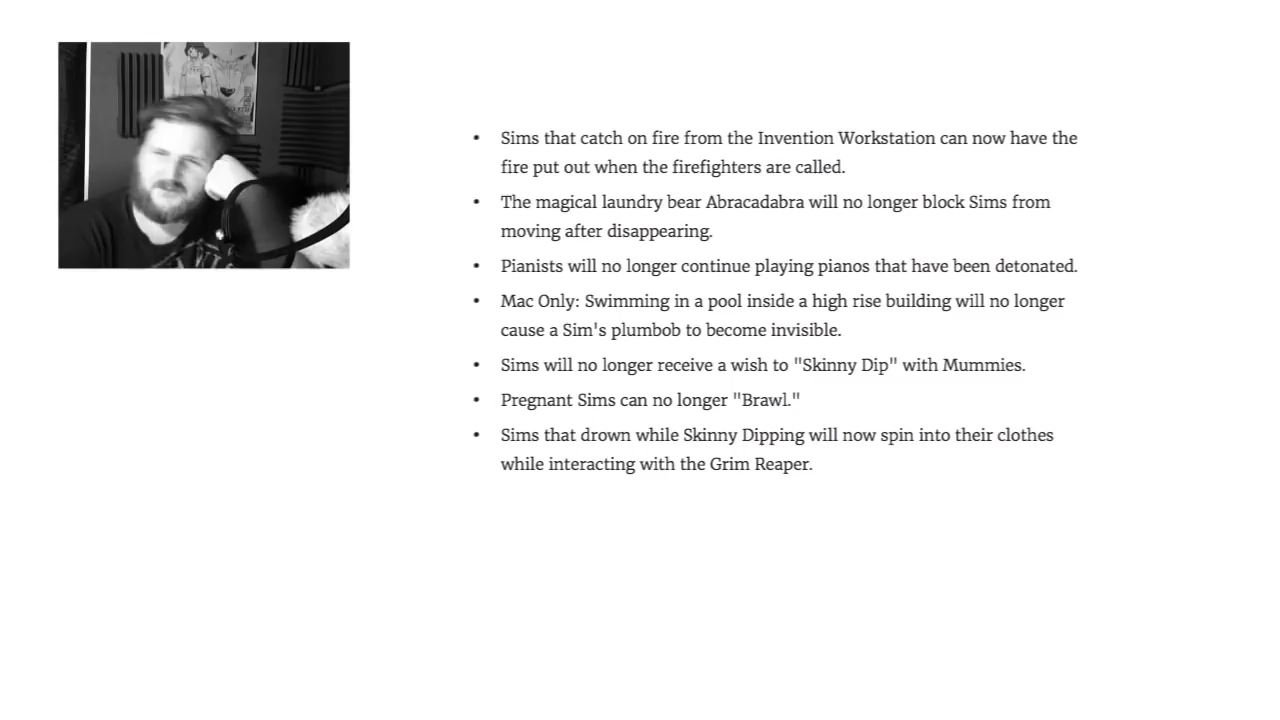 • Sims that catch on fire from the Invention Workstation can now have the
fire put out when the firefighters are called.
• The magical laundry bear Abracadabra will no longer block Sims from
moving after disappearing.
• Pianists will no longer continue playing pianos that have been detonated.
• Mac Only: Swimming in a pool inside a high rise building will no longer
cause a Sim's plumbob to become invisible.
• Sims will no longer receive a wish to "Skinny Dip" with Mummies.
• Pregnant Sims can no longer "Brawl."
• Sims that drown while Skinny Dipping will now spin into their clothes
while interacting with the Grim Reaper.